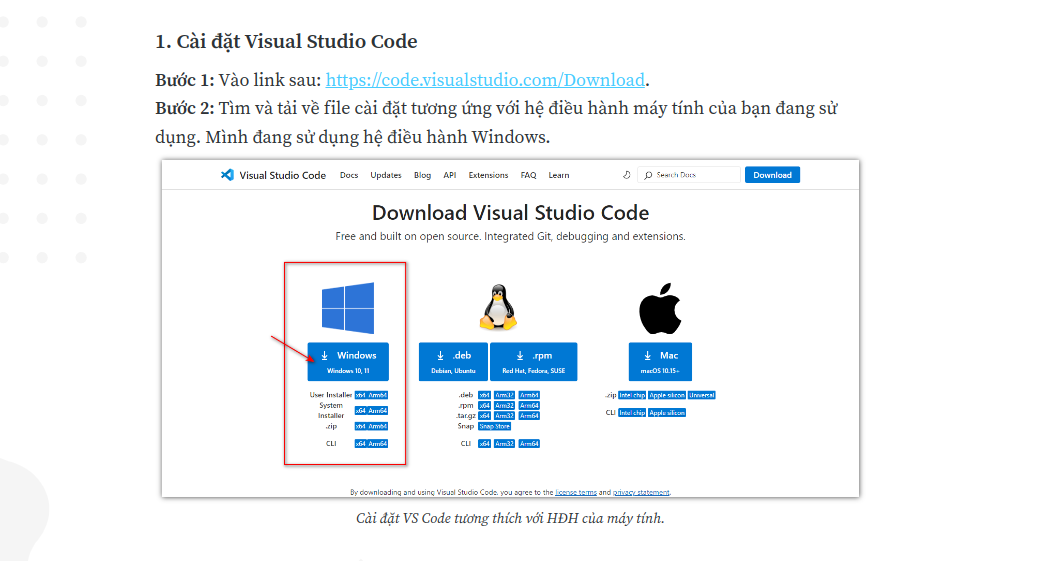 1. Cài đặt Visual Studio Code
Bước 1: Vào link sau: https://code.visualstudio.com/Download.
Bước 2: Tìm và tải về file cài đặt tương ứng với hệ điều hành máy tính của bạn đang sử
dụng. Mình đang sử dụng hệ điều hành Windows.
Visual Studio Code Docs Updates Blog API Extensions FAQ Learn Search Docs Download
Download Visual Studio Code
Free and built on open source. Integrated Git, debugging and extensions.
Windows
Windows 10, 11
User Installer x64 Arm64
System
Installer x64 Arm64
.zip x64 Arm64
CLI x64 Arm64
.deb
Debian, Ubuntu
.rpm
Red Hat, Fedora, SUSE
.deb x64 Arm32 Arm64
.rpm x64 Arm32 Arm64
.tar.gz x64 Arm32 Arm64
Snap Snap Store
CLI x64 Arm32 Arm64
Mac
macOS 10.15+
.zip Intel chip Apple silicon Universal
CLI Intel chip Apple silicon
By downloading and using Visual Studio Code, you agree to the license terms and privacy statement.
Cài đặt VS Code tương thích với HĐH của máy tính.